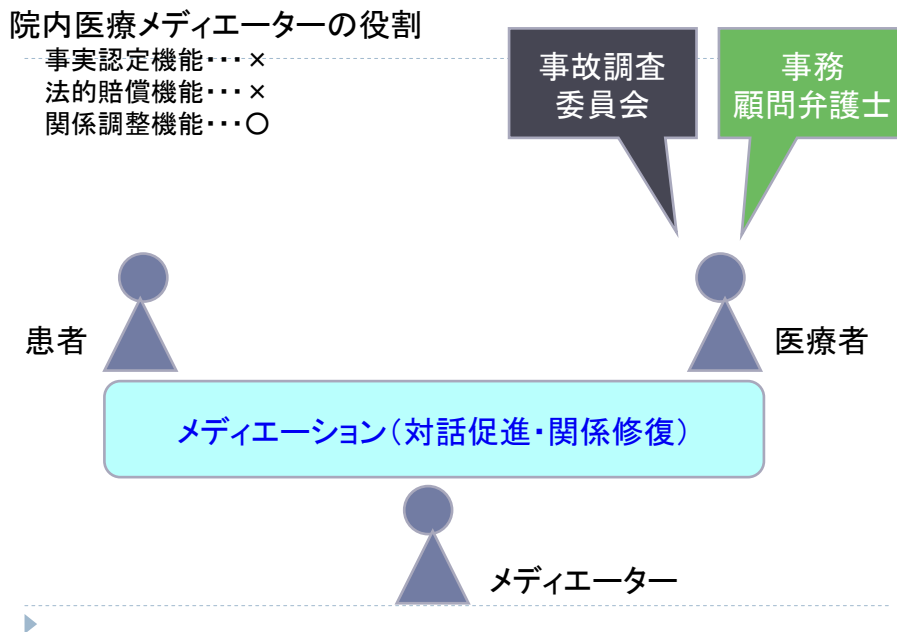 院内医療メディエーターの役割
事実認定機能・・・×
法的賠償機能・・・×
関係調整機能・・・○
事故調査
委員会
事務
顧問弁護士
患者
医療者
メディエーション（対話促進・関係修復）
メディエーター